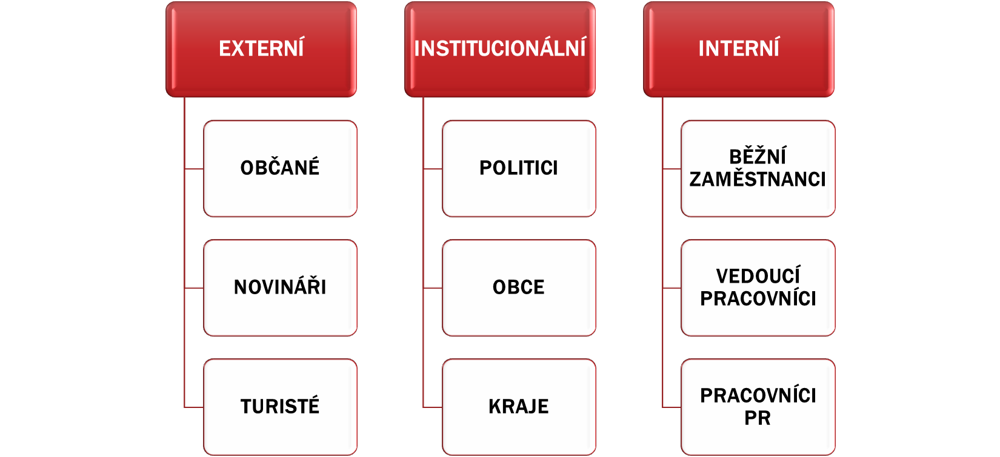 EXTERNÍ
OBČANÉ
NOVINÁŘI
TURISTÉ
INSTITUCIONÁLNÍ
POLITICI
OBCE
KRAJE
INTERNÍ
BĚŽNÍ
ZAMĚSTNANCI
VEDOUCÍ
PRACOVNÍCI
PRACOVNÍCI
PR